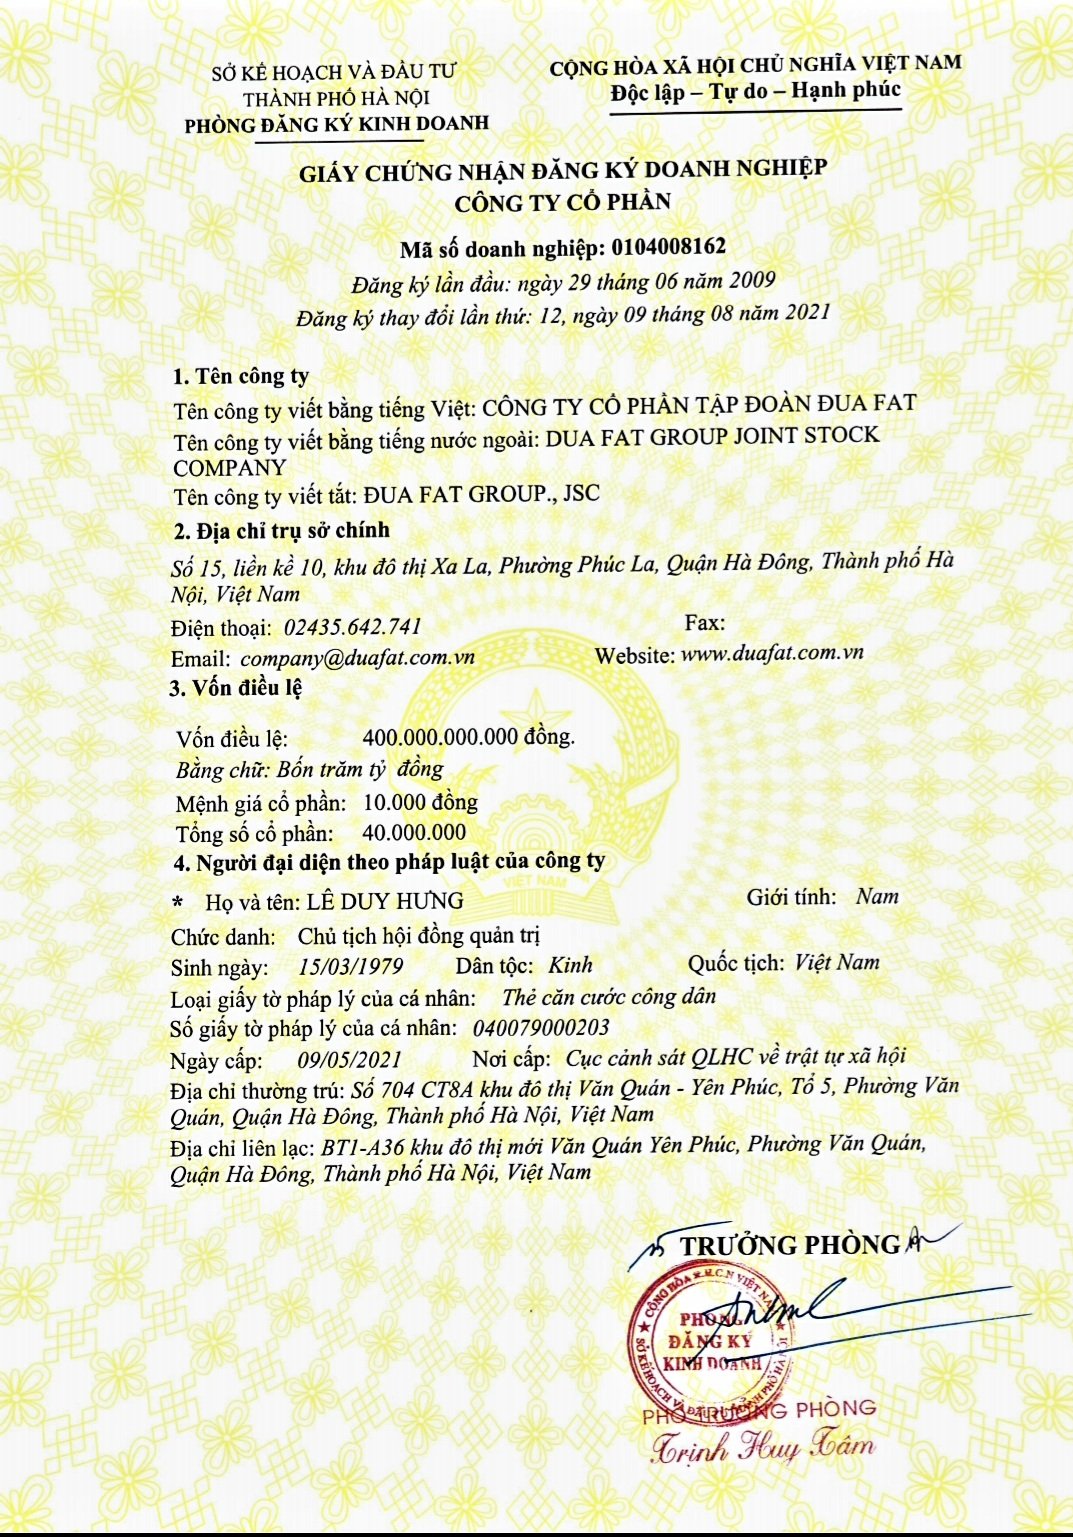 SỞ KẾ HOẠCH VÀ ĐẦU TƯ
THÀNH PHỐ HÀ NỘI
PHÒNG ĐĂNG KÝ KINH DOANH
CỘNG HÒA XÃ HỘI CHỦ NGHĨA VIỆT NAM
Độc lập – Tự do – Hạnh phúc
GIẤY CHỨNG NHẬN ĐĂNG KÝ DOANH NGHIỆP
CÔNG TY CỔ PHẦN
Mã số doanh nghiệp: 0104008162
Đăng ký lần đầu: ngày 29 tháng 06 năm 2009
Đăng ký thay đổi lần thứ: 12, ngày 09 tháng 08 năm 2021
1. Tên công ty
Tên công ty viết bằng tiếng Việt: CÔNG TY CỔ PHẦN TẬP ĐOÀN ĐUA FAT
Tên công ty viết bằng tiếng nước ngoài: DUA FAT GROUP JOINT STOCK
COMPANY
Tên công ty viết tắt: ĐUA FAT GROUP., JSC
2. Địa chỉ trụ sở chính
Số 15, liền kề 10, khu đô thị Xa La, Phường Phúc La, Quận Hà Đông, Thành phố Hà
Nội, Việt Nam
Điện thoại: 02435.642.741 Fax:
Email: company@duafat.com.vn Website: www.duafat.com.vn
3. Vốn điều lệ
Vốn điều lệ: 400.000.000.000 đồng.
Bằng chữ: Bốn trăm tỷ đồng
Mệnh giá cổ phần: 10.000 đồng
Tổng số cổ phần: 40.000.000
4. Người đại diện theo pháp luật của công ty
VIỆT NAM
* Họ và tên: LÊ DUY HƯNG Giới tính: Nam
Chức danh: Chủ tịch hội đồng quản trị
Sinh ngày: 15/03/1979 Dân tộc: Kinh Quốc tịch: Việt Nam
Loại giấy tờ pháp lý của cá nhân: Thẻ căn cước công dân
Số giấy tờ pháp lý của cá nhân: 040079000203
Ngày cấp: 09/05/2021 Nơi cấp: Cục cảnh sát QLHC về trật tự xã hội
Địa chỉ thường trú: Số 704 CT8A khu đô thị Văn Quán - Yên Phúc, Tổ 5, Phường Văn
Quán, Quận Hà Đông, Thành phố Hà Nội, Việt Nam
Địa chỉ liên lạc: BT1-A36 khu đô thị mới Văn Quán Yên Phúc, Phường Văn Quán,
Quận Hà Đông, Thành phố Hà Nội, Việt Nam
TRƯỞNG PHÒNG
CỘNG HÒA X.H.C.N VIỆT NAM
PHÒNG
ĐĂNG KÝ
KINH DOANH
SỞ KẾ HOẠCH VÀ ĐẦU TƯ THÀNH PHỐ HÀ NỘI
PHÓ TRƯỞNG PHÒNG
Trịnh Huy Tâm